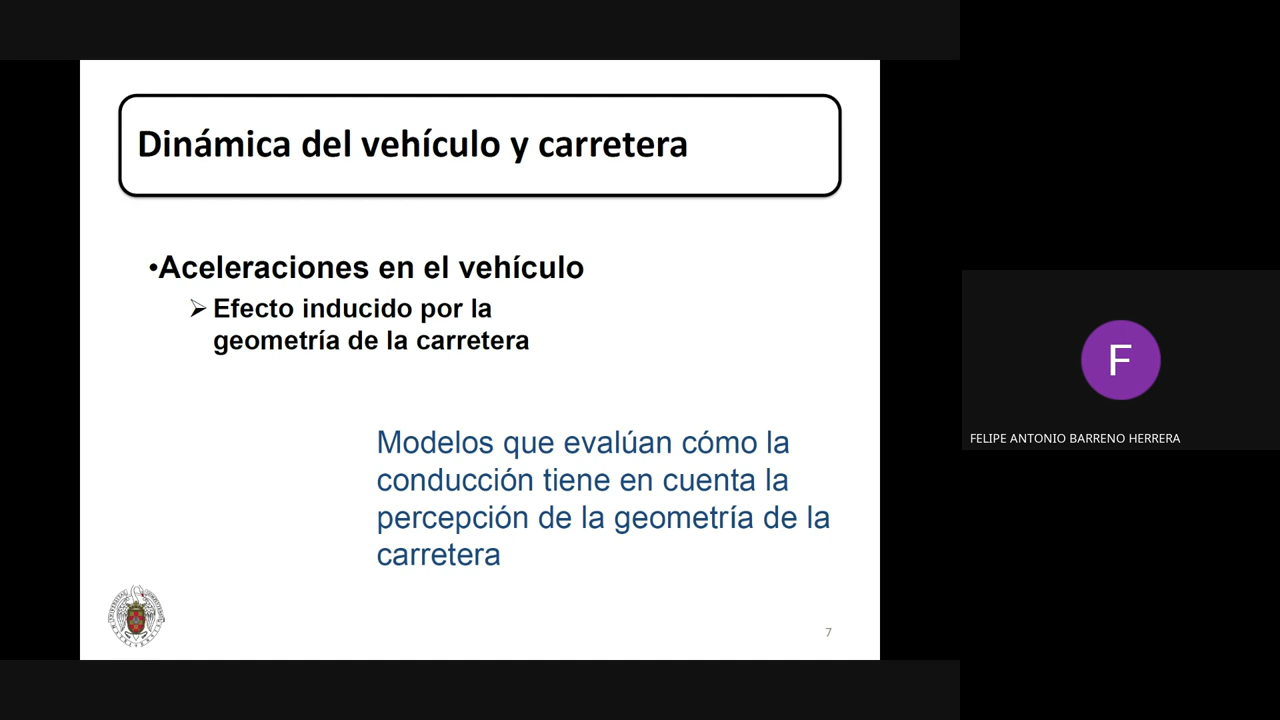 Dinámica del vehículo y carretera
•Aceleraciones en el vehículo
➢ Efecto inducido por la
geometría de la carretera
Modelos que evalúan cómo la
conducción tiene en cuenta la
percepción de la geometría de la
carretera
7
F
FELIPE ANTONIO BARRENO HERRERA